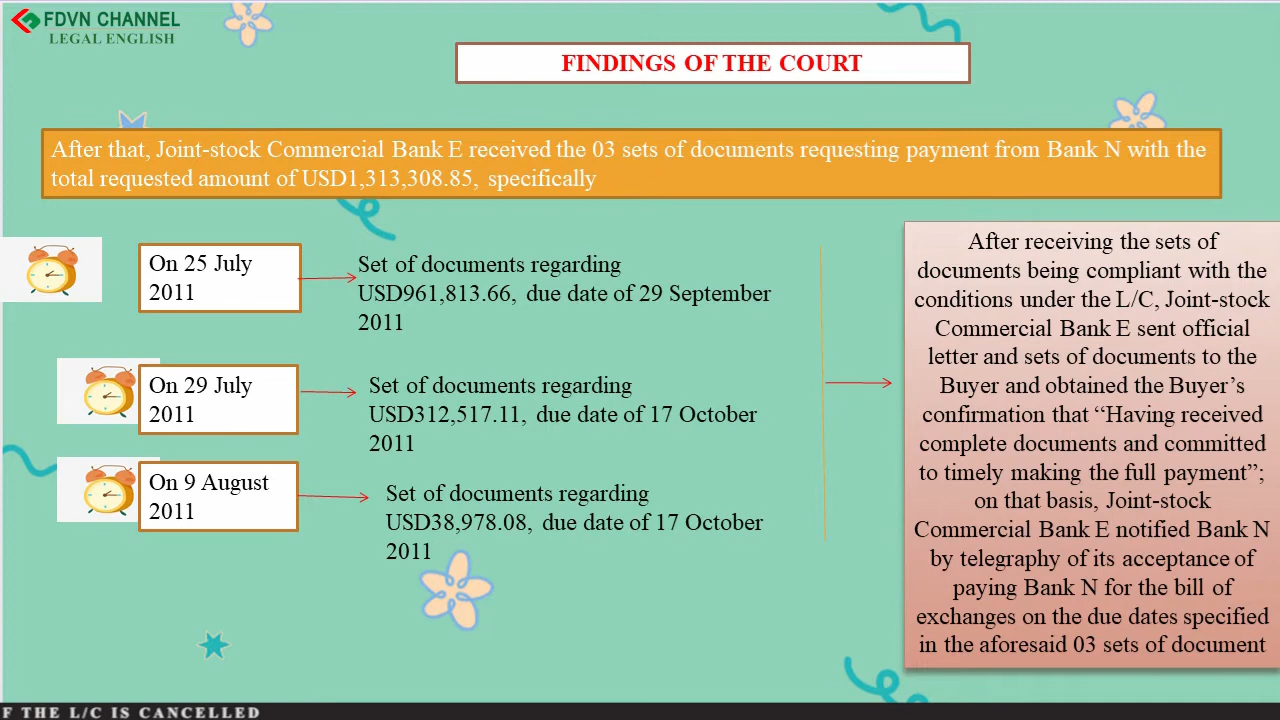 FDVN CHANNEL
LEGAL ENGLISH
FINDINGS OF THE COURT
After that, Joint-stock Commercial Bank E received the 03 sets of documents requesting payment from Bank N with the
total requested amount of USD1,313,308.85, specifically
On 25 July
2011
Set of documents regarding
USD961,813.66, due date of 29 September
2011
On 29 July
2011
Set of documents regarding
USD312,517.11, due date of 17 October
2011
On 9 August
2011
Set of documents regarding
USD38,978.08, due date of 17 October
2011
After receiving the sets of
documents being compliant with the
conditions under the L/C, Joint-stock
Commercial Bank E sent official
letter and sets of documents to the
Buyer and obtained the Buyer’s
confirmation that “Having received
complete documents and committed
to timely making the full payment”;
on that basis, Joint-stock
Commercial Bank E notified Bank N
by telegraphy of its acceptance of
paying Bank N for the bill of
exchanges on the due dates specified
in the aforesaid 03 sets of document
F THE L/C IS CANCELLED